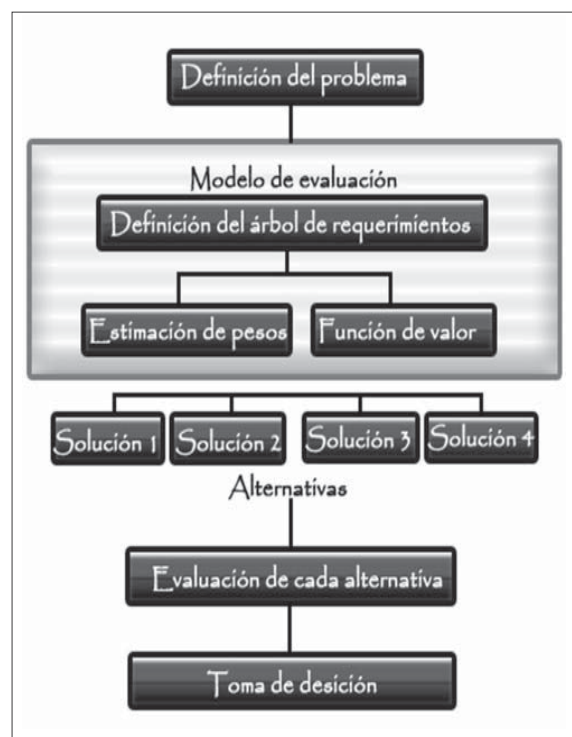 Definición del problema
Modelo de evaluación
Definición del árbol de requerimientos
Estimación de pesos
Función de valor
Solución 1
Solución 2
Solución 3
Solución 4
Alternativas
Evaluación de cada alternativa
Toma de desición